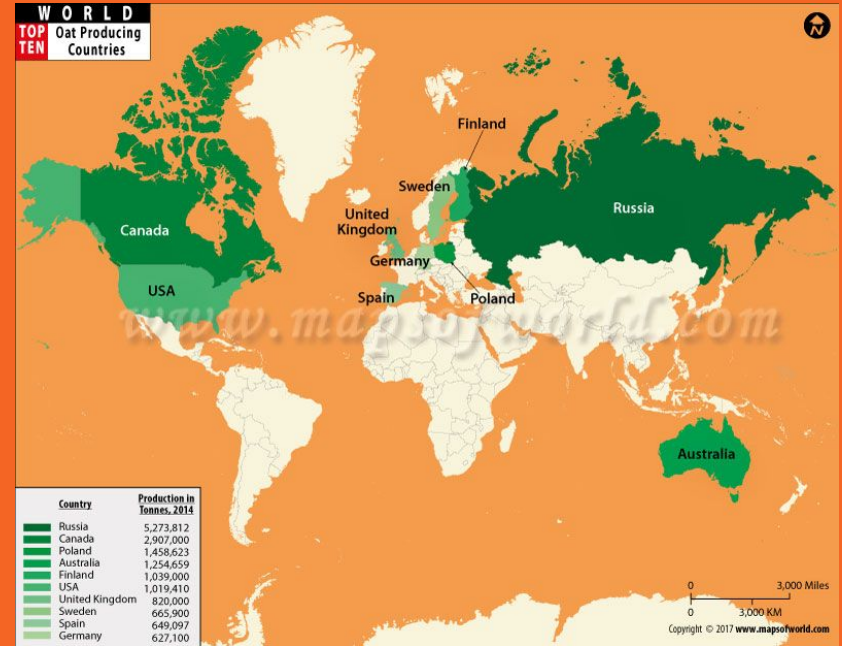 WORLD
TOP TEN Oat Producing Countries
N
Finland
Sweden
Russia
United Kingdom
Canada
Germany
USA
Spain
Poland
www.mapsofworld.com
Australia
Country Production in Tonnes, 2014
Russia 5,273,812
Canada 2,907,000
Poland 1,458,623
Australia 1,254,659
Finland 1,039,000
USA 1,019,410
United Kingdom 820,000
Sweden 665,900
Spain 649,097
Germany 627,100
0 3,000 Miles
0 3,000 KM
Copyright © 2017 www.mapsofworld.com